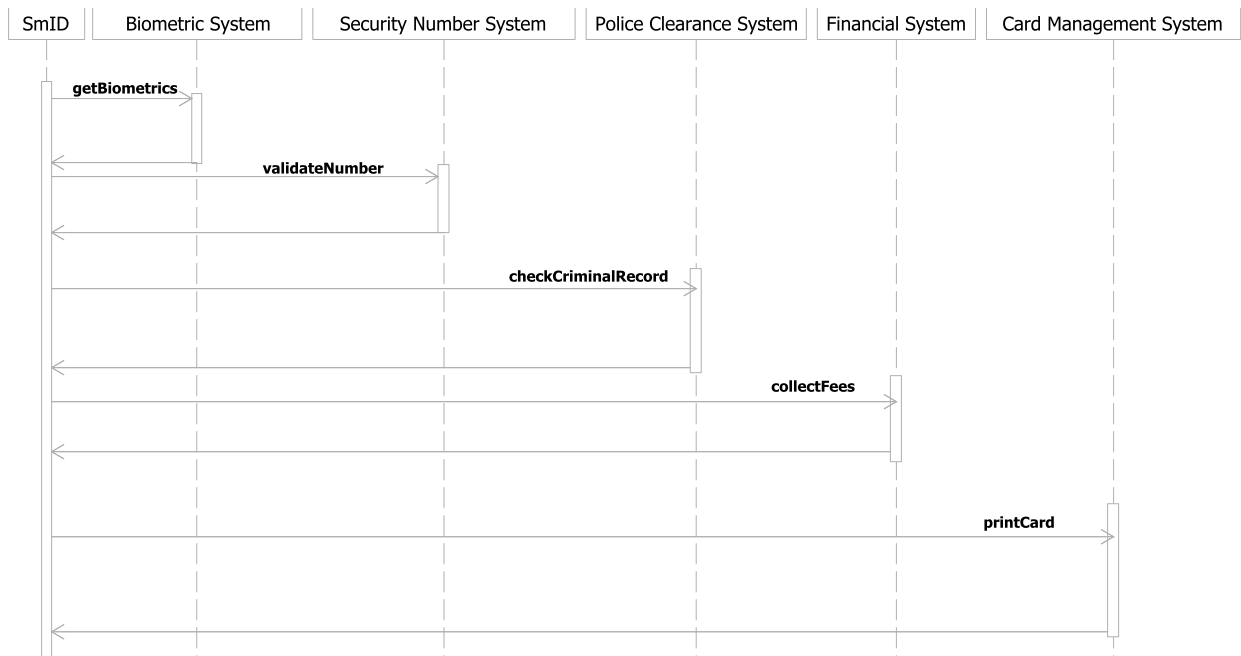 SmID
Biometric System
Security Number System
Police Clearance System
Financial System
Card Management System
getBiometrics
validateNumber
checkCriminalRecord
collectFees
printCard